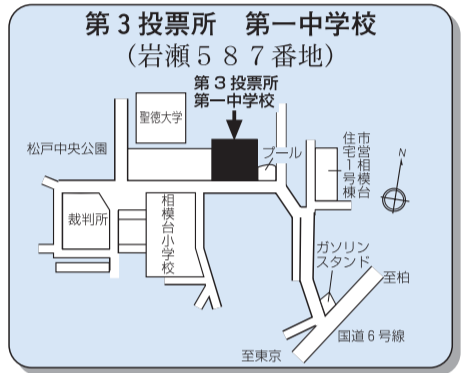 第３投票所　第一中学校
（岩瀬５８７番地）
第３投票所
第一中学校
聖徳大学
松戸中央公園
プール
市営相模台
住宅１号棟
N
裁判所
相模台小学校
ガソリン
スタンド
至柏
国道６号線
至東京